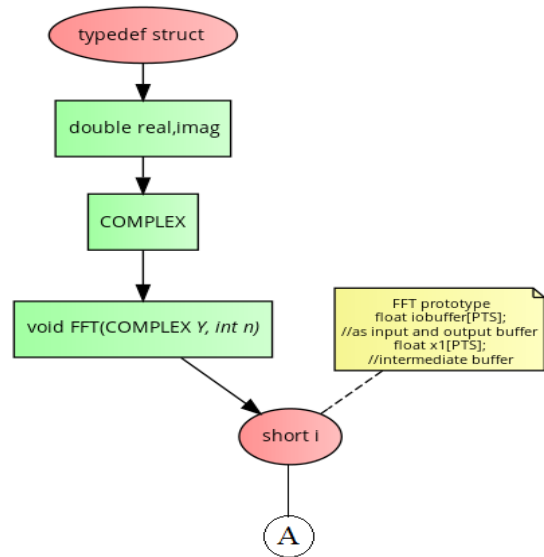 typedef struct
double real,imag
COMPLEX
void FFT(COMPLEX Y, int n)
FFT prototype
float iobuffer[PTS];
//as input and output buffer
float x1[PTS];
//intermediate buffer
short i
A